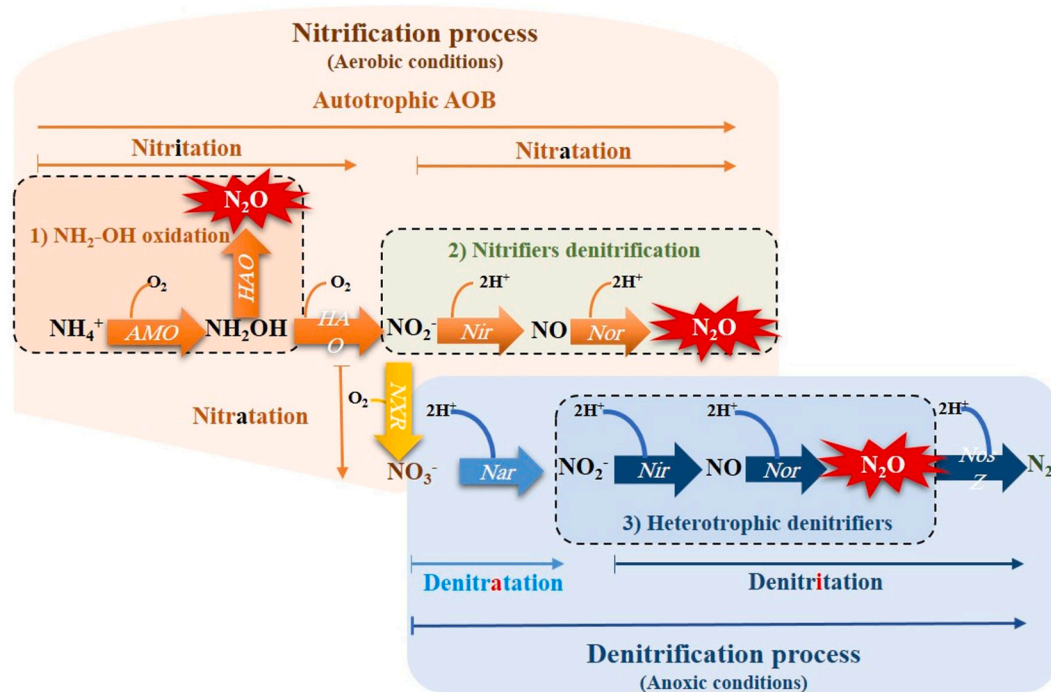 Nitrification process
(Aerobic conditions)
Autotrophic AOB
Nitritation
Nitratation
N₂O
1) NH₂-OH oxidation
2) Nitrifiers denitrification
HAO
O₂
O₂
2H⁺
2H⁺
NH₄⁺
AMO
NH₂OH
HA
O
NO₂⁻
Nir
NO
Nor
N₂O
Nitratation
O₂
NXR
NO₃⁻
2H⁺
2H⁺
2H⁺
2H⁺
Nar
NO₂⁻
Nir
NO
Nor
N₂O
Nos
Z
N₂
3) Heterotrophic denitrifiers
Denitratation
Denitritation
Denitrification process
(Anoxic conditions)